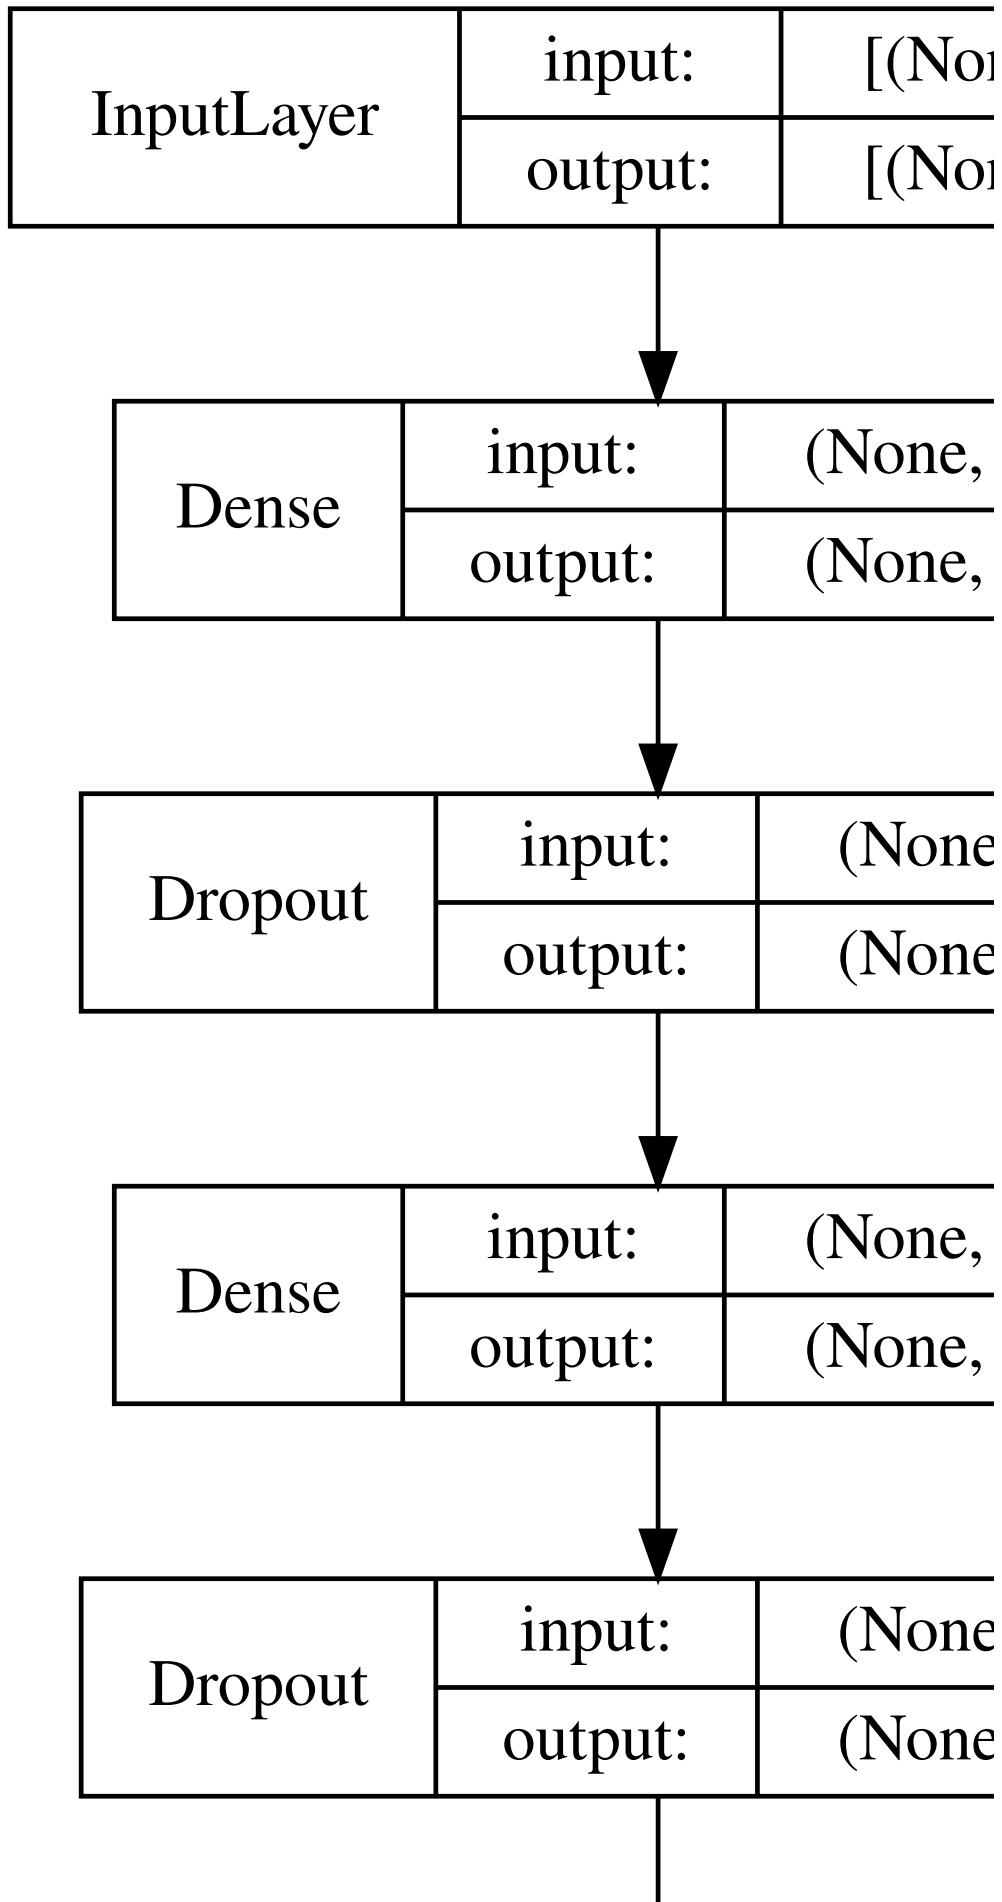 InputLayer
input:
[(No
output:
[(No
Dense
input:
(None,
output:
(None,
Dropout
input:
(None
output:
(None
Dense
input:
(None,
output:
(None,
Dropout
input:
(None
output:
(None